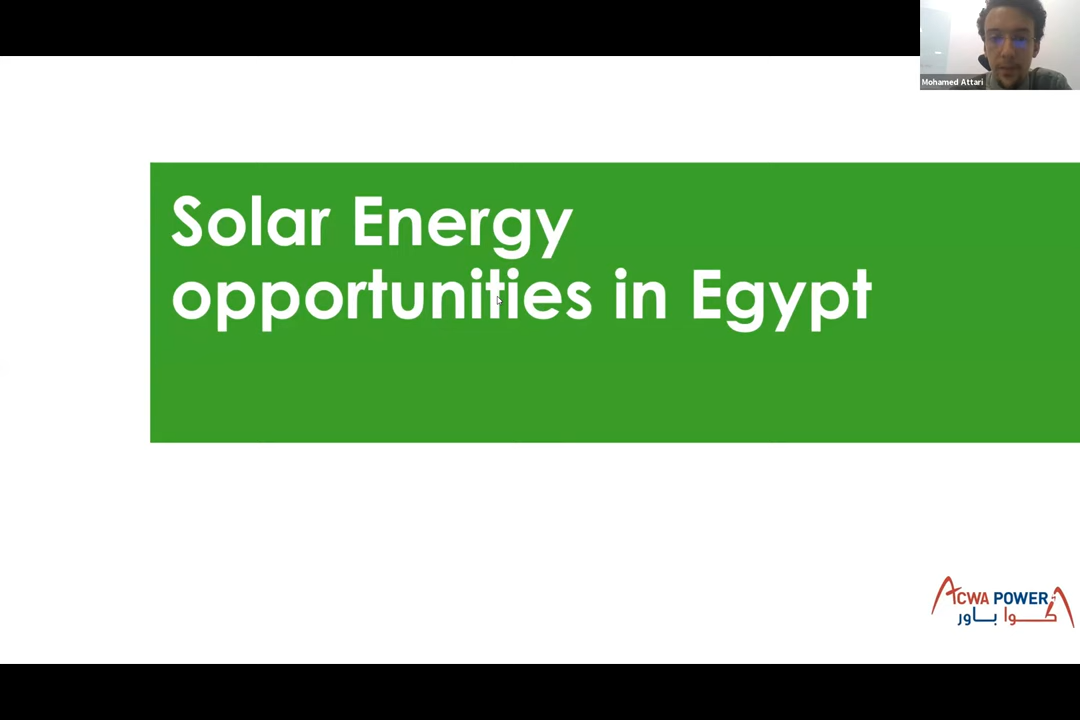 Mohamed Attari
Solar Energy
opportunities in Egypt
ACWA POWER
أكوا باور